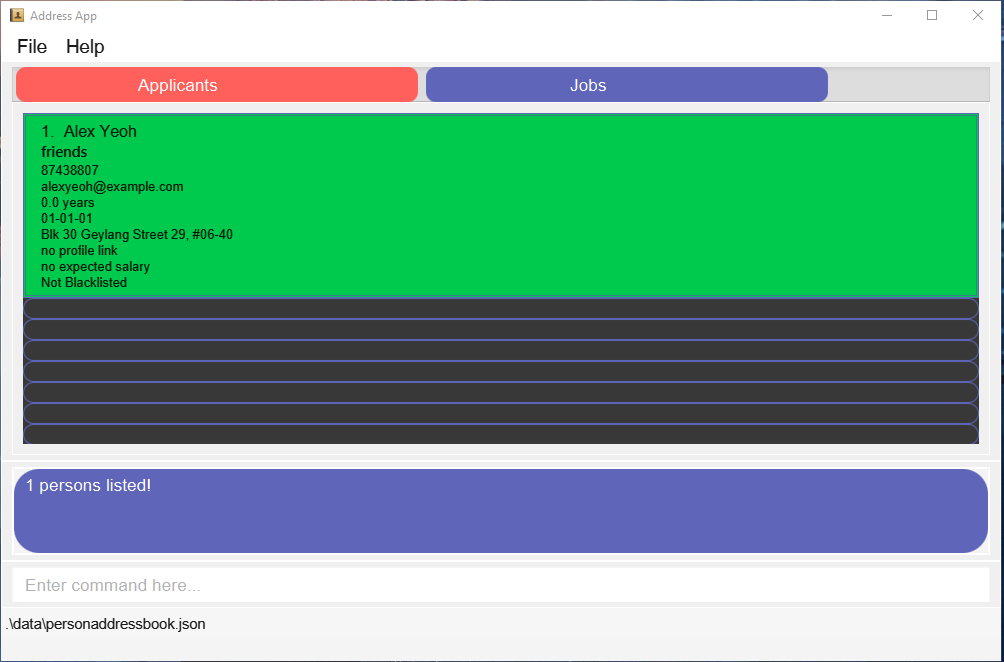 Address App
File Help
Applicants Jobs
1. Alex Yeoh
friends
87438807
alexyeoh@example.com
0.0 years
01-01-01
Blk 30 Geylang Street 29, #06-40
no profile link
no expected salary
Not Blacklisted
1 persons listed!
Enter command here...
.\data\personaddressbook.json